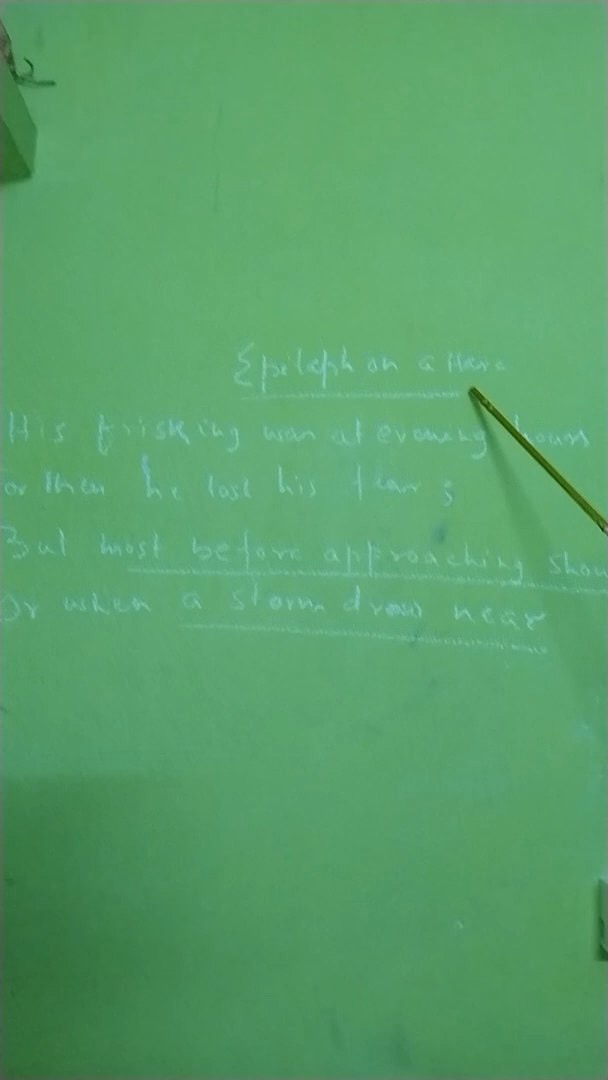 Epitaph on a Hare
His frisking was at evening hours
or then he lost his fear ;
But most before approaching show
Or when a storm drew near